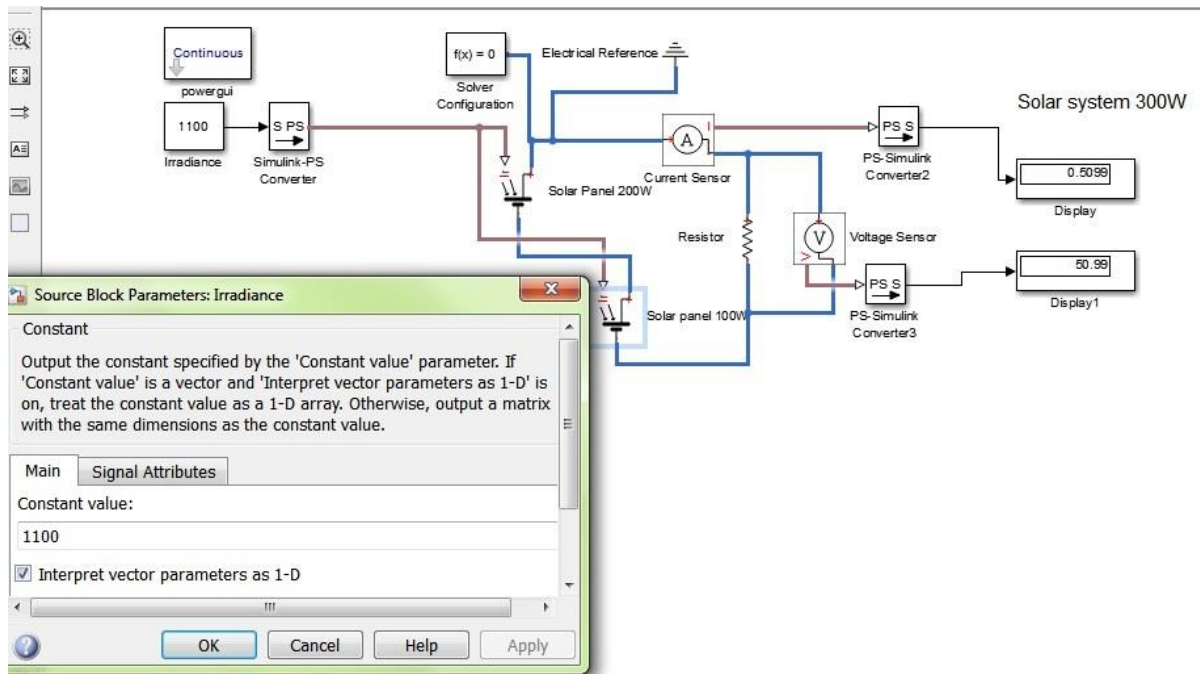 Continuous
powergui
1100
Irradiance
S PS
Simulink-PS
Converter
f(x) = 0
Solver
Configuration
Electrical Reference
Solar Panel 200W
A
I
Current Sensor
PS S
PS-Simulink
Converter2
Solar system 300W
0.5099
Display
Resistor
V
V
Voltage Sensor
PS S
PS-Simulink
Converter3
50.99
Display1
Solar panel 100W
Source Block Parameters: Irradiance
Constant
Output the constant specified by the 'Constant value' parameter. If
'Constant value' is a vector and 'Interpret vector parameters as 1-D' is
on, treat the constant value as a 1-D array. Otherwise, output a matrix
with the same dimensions as the constant value.
Main Signal Attributes
Constant value:
1100
Interpret vector parameters as 1-D
OK Cancel Help Apply